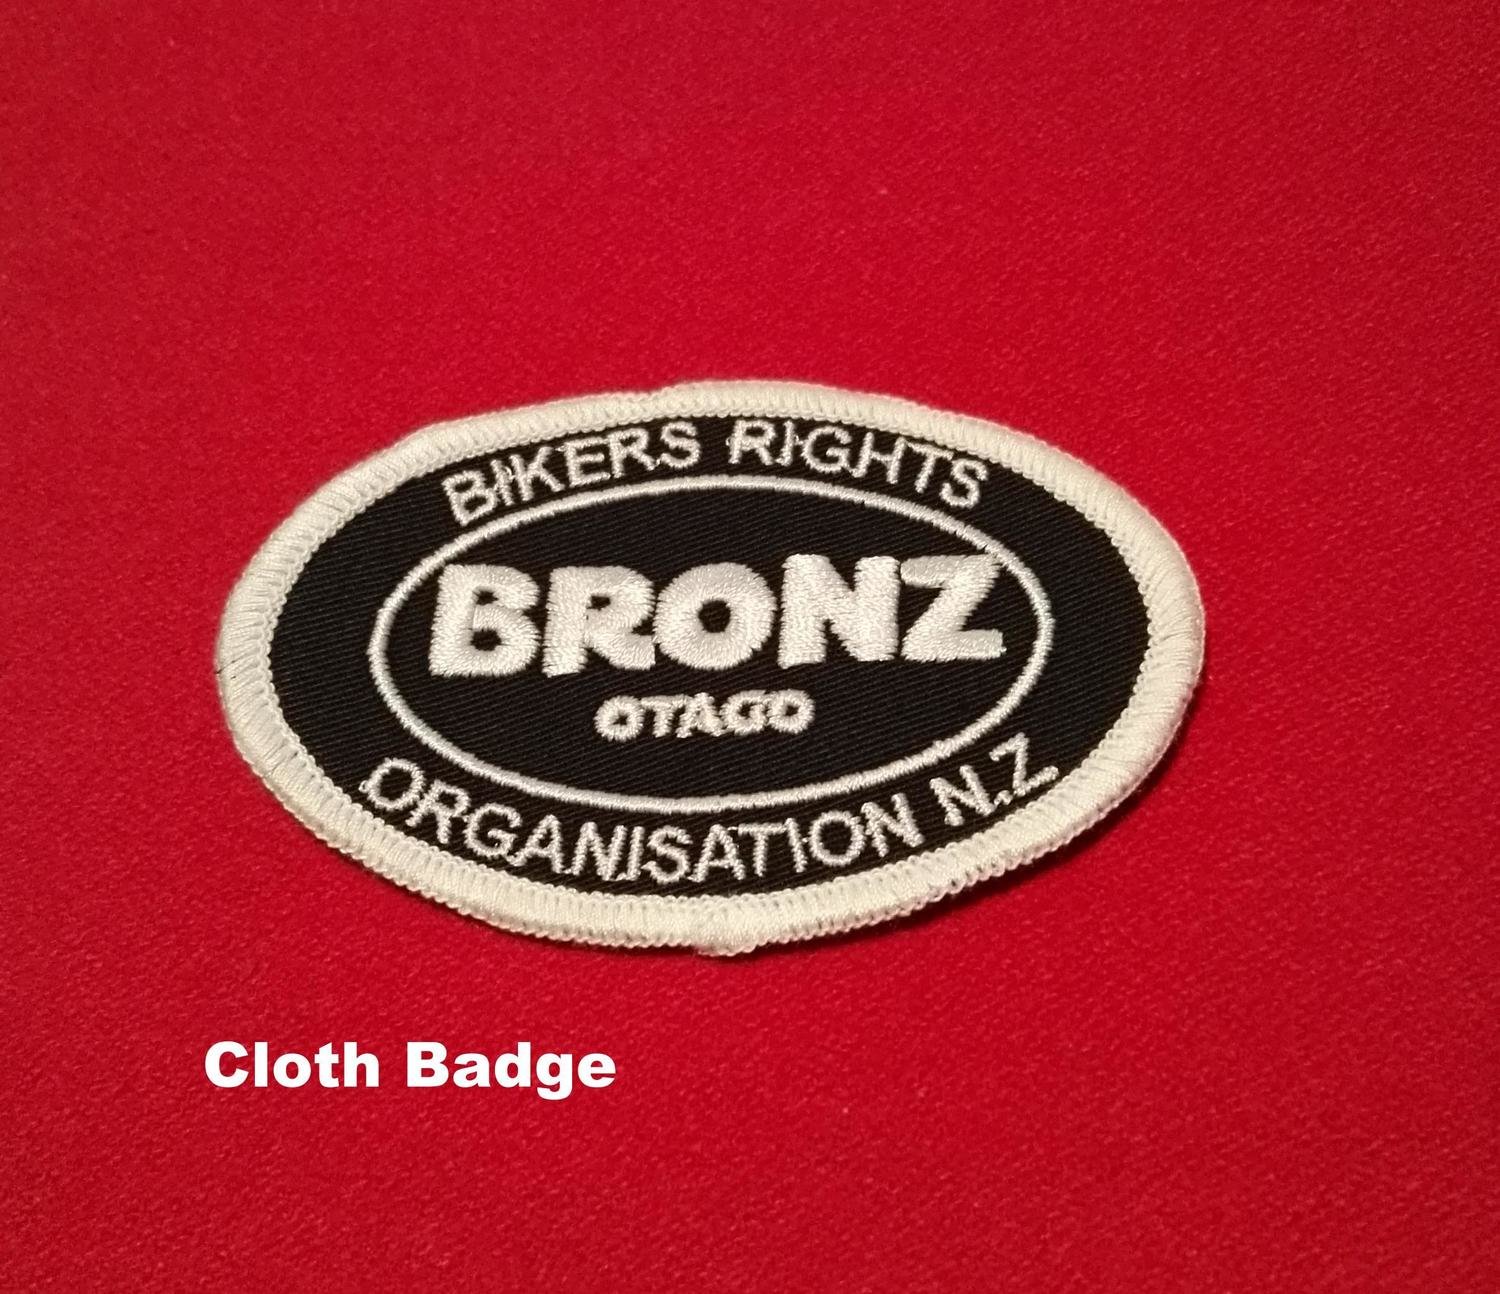 BIKERS RIGHTS
BRONZ
OTAGO
ORGANISATION N.Z
Cloth Badge